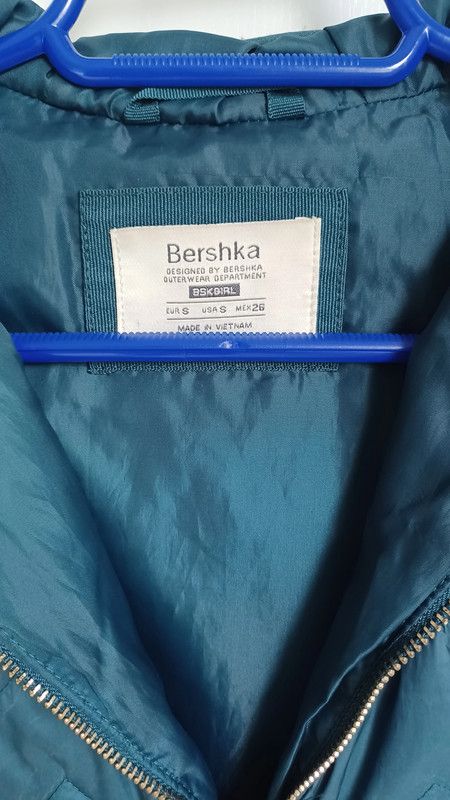 Bershka
DESIGNED BY BERSHKA
OUTERWEAR DEPARTMENT
BSKGIRL
EUR S USA S MEX 26
MADE IN VIETNAM